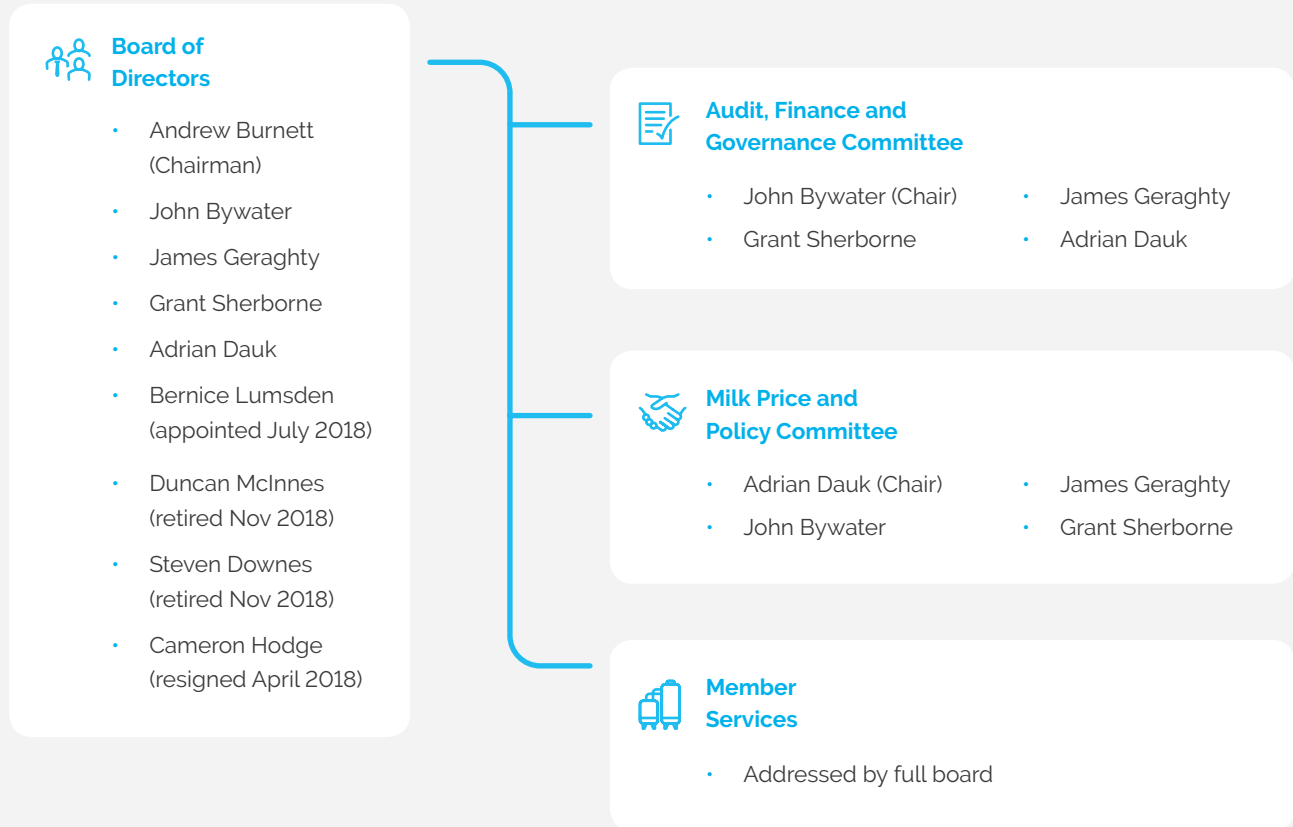 Board of
Directors
• Andrew Burnett
(Chairman)
• John Bywater
• James Geraghty
• Grant Sherborne
• Adrian Dauk
• Bernice Lumsden
(appointed July 2018)
• Duncan McInnes
(retired Nov 2018)
• Steven Downes
(retired Nov 2018)
• Cameron Hodge
(resigned April 2018)
Audit, Finance and
Governance Committee
• John Bywater (Chair)
• Grant Sherborne
• James Geraghty
• Adrian Dauk
Milk Price and
Policy Committee
• Adrian Dauk (Chair)
• John Bywater
• James Geraghty
• Grant Sherborne
Member
Services
• Addressed by full board